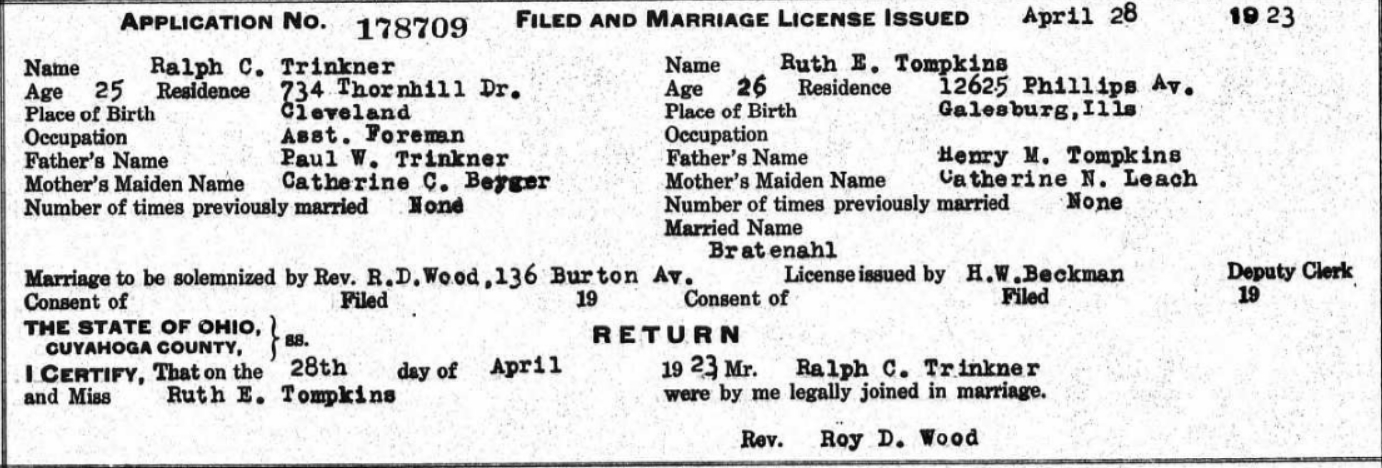 APPLICATION NO. 178709 FILED AND MARRIAGE LICENSE ISSUED April 28 19 23
Name Ralph C. Trinkner Name Ruth E. Tompkins
Age 25 Residence 734 Thornhill Dr. Age 26 Residence 12625 Phillips Av.
Place of Birth Cleveland Place of Birth Galesburg,Ills
Occupation Asst. Foreman Occupation
Father's Name Paul W. Trinkner Father's Name Henry M. Tompkins
Mother's Maiden Name Catherine C. Berger Mother's Maiden Name Catherine N. Leach
Number of times previously married None Number of times previously married None
Married Name
Bratenahl
Marriage to be solemnized by Rev. R.D.Wood,136 Burton Av. License issued by H.W.Beckman Deputy Clerk
Consent of Filed 19 Consent of Filed 19
THE STATE OF OHIO, } ss.
CUYAHOGA COUNTY,
RETURN
I CERTIFY, That on the 28th day of April 19 23 Mr. Ralph C. Trinkner
and Miss Ruth E. Tompkins were by me legally joined in marriage.
Rev. Roy D. Wood